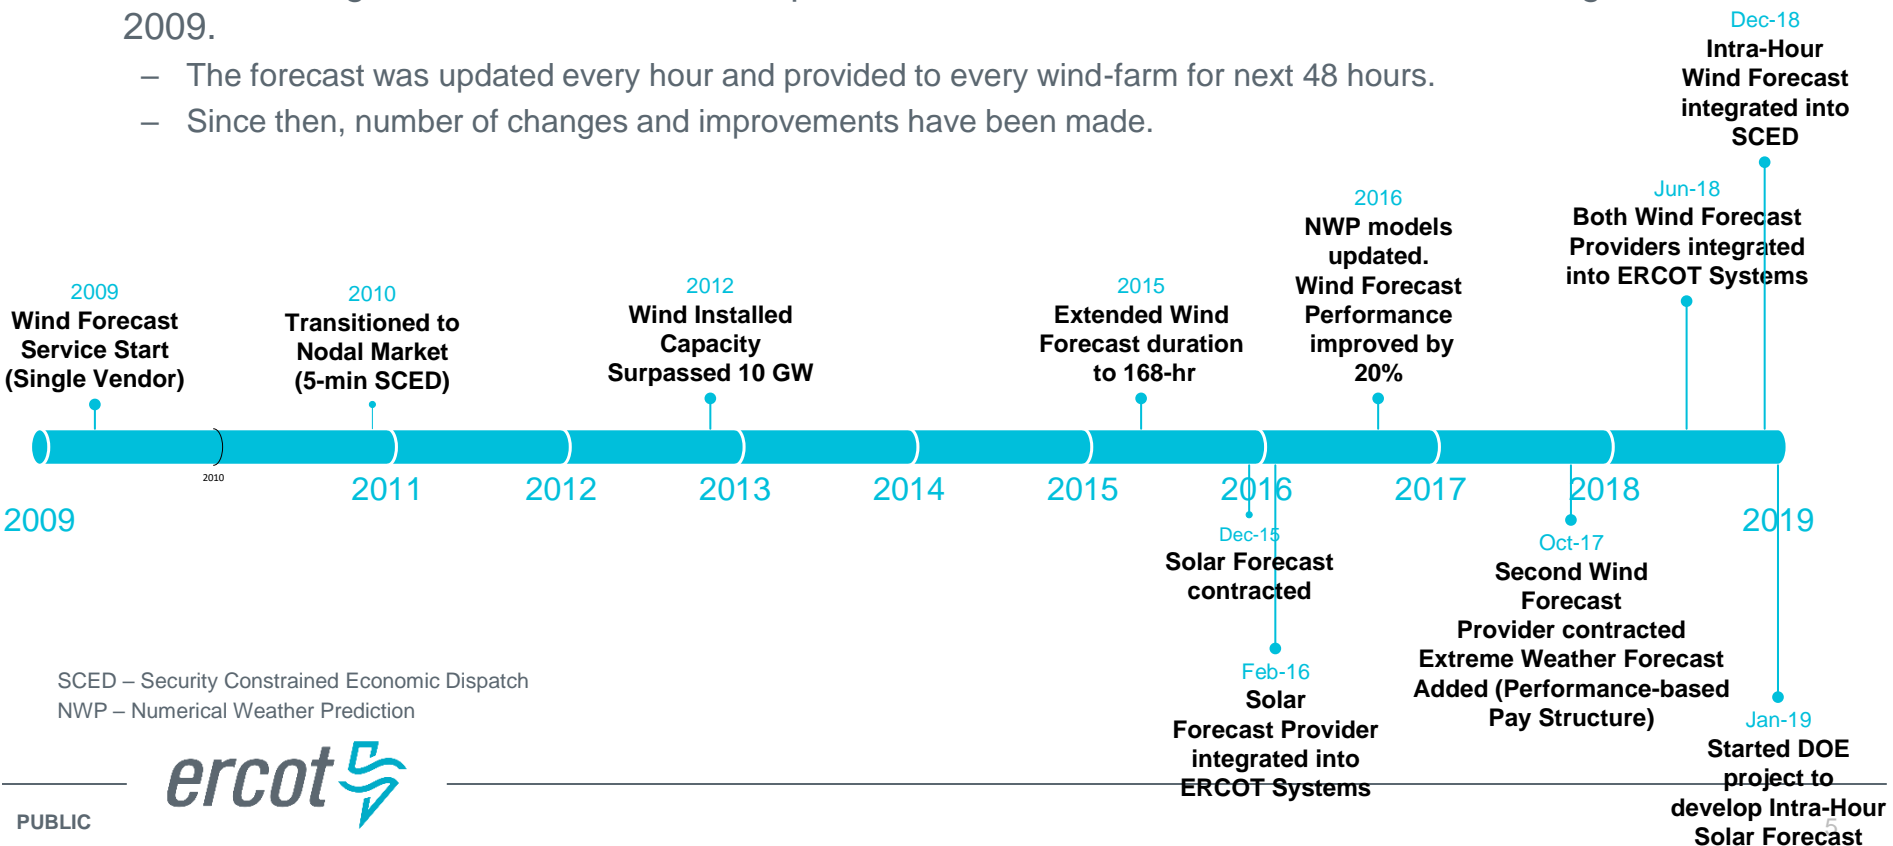 2009.
– The forecast was updated every hour and provided to every wind-farm for next 48 hours.
– Since then, number of changes and improvements have been made.
Dec-18
Intra-Hour
Wind Forecast
integrated into
SCED
Jun-18
Both Wind Forecast
Providers integrated
into ERCOT Systems
2016
NWP models
updated.
Wind Forecast
Performance
improved by
20%
2015
Extended Wind
Forecast duration
to 168-hr
2012
Wind Installed
Capacity
Surpassed 10 GW
2010
Transitioned to
Nodal Market
(5-min SCED)
2009
Wind Forecast
Service Start
(Single Vendor)
2009
2010
2011
2012
2013
2014
2015
2016
2017
2018
2019
Dec-15
Solar Forecast
contracted
Feb-16
Solar
Forecast Provider
integrated into
ERCOT Systems
Oct-17
Second Wind
Forecast
Provider contracted
Extreme Weather Forecast
Added (Performance-based
Pay Structure)
Jan-19
Started DOE
project to
develop Intra-Hour
Solar Forecast
SCED – Security Constrained Economic Dispatch
NWP – Numerical Weather Prediction
ercot
PUBLIC
5